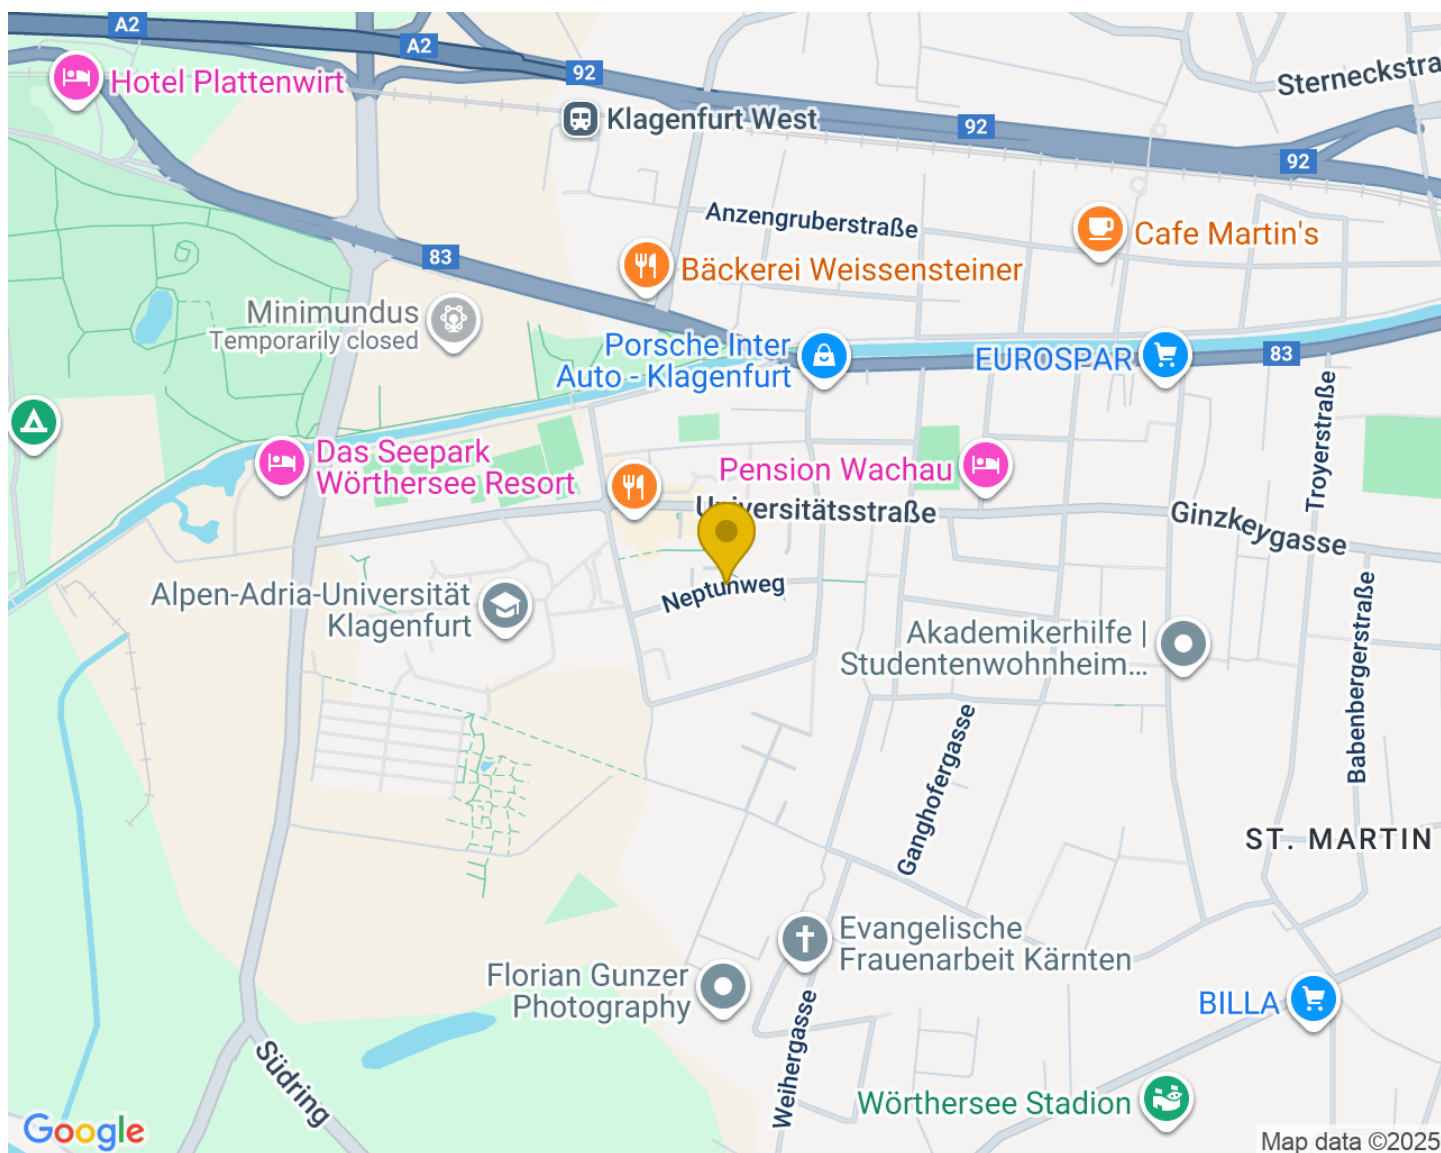 A2
A2
92
Sterneckstra
Hotel Plattenwirt
Klagenfurt West
92
92
Anzengruberstraße
Cafe Martin's
83
Bäckerei Weissensteiner
Minimundus
Temporarily closed
Porsche Inter
Auto - Klagenfurt
EUROSPAR
83
Troyerstraße
Das Seepark
Wörthersee Resort
Pension Wachau
Universitätsstraße
Ginzkeygasse
Neptunweg
Alpen-Adria-Universität
Klagenfurt
Babenbergerstraße
Akademikerhilfe |
Studentenwohnheim...
Ganghofergasse
ST. MARTIN
Evangelische
Frauenarbeit Kärnten
Florian Gunzer
Photography
BILLA
Weihergasse
Südring
Wörthersee Stadion
Google
Map data ©2025